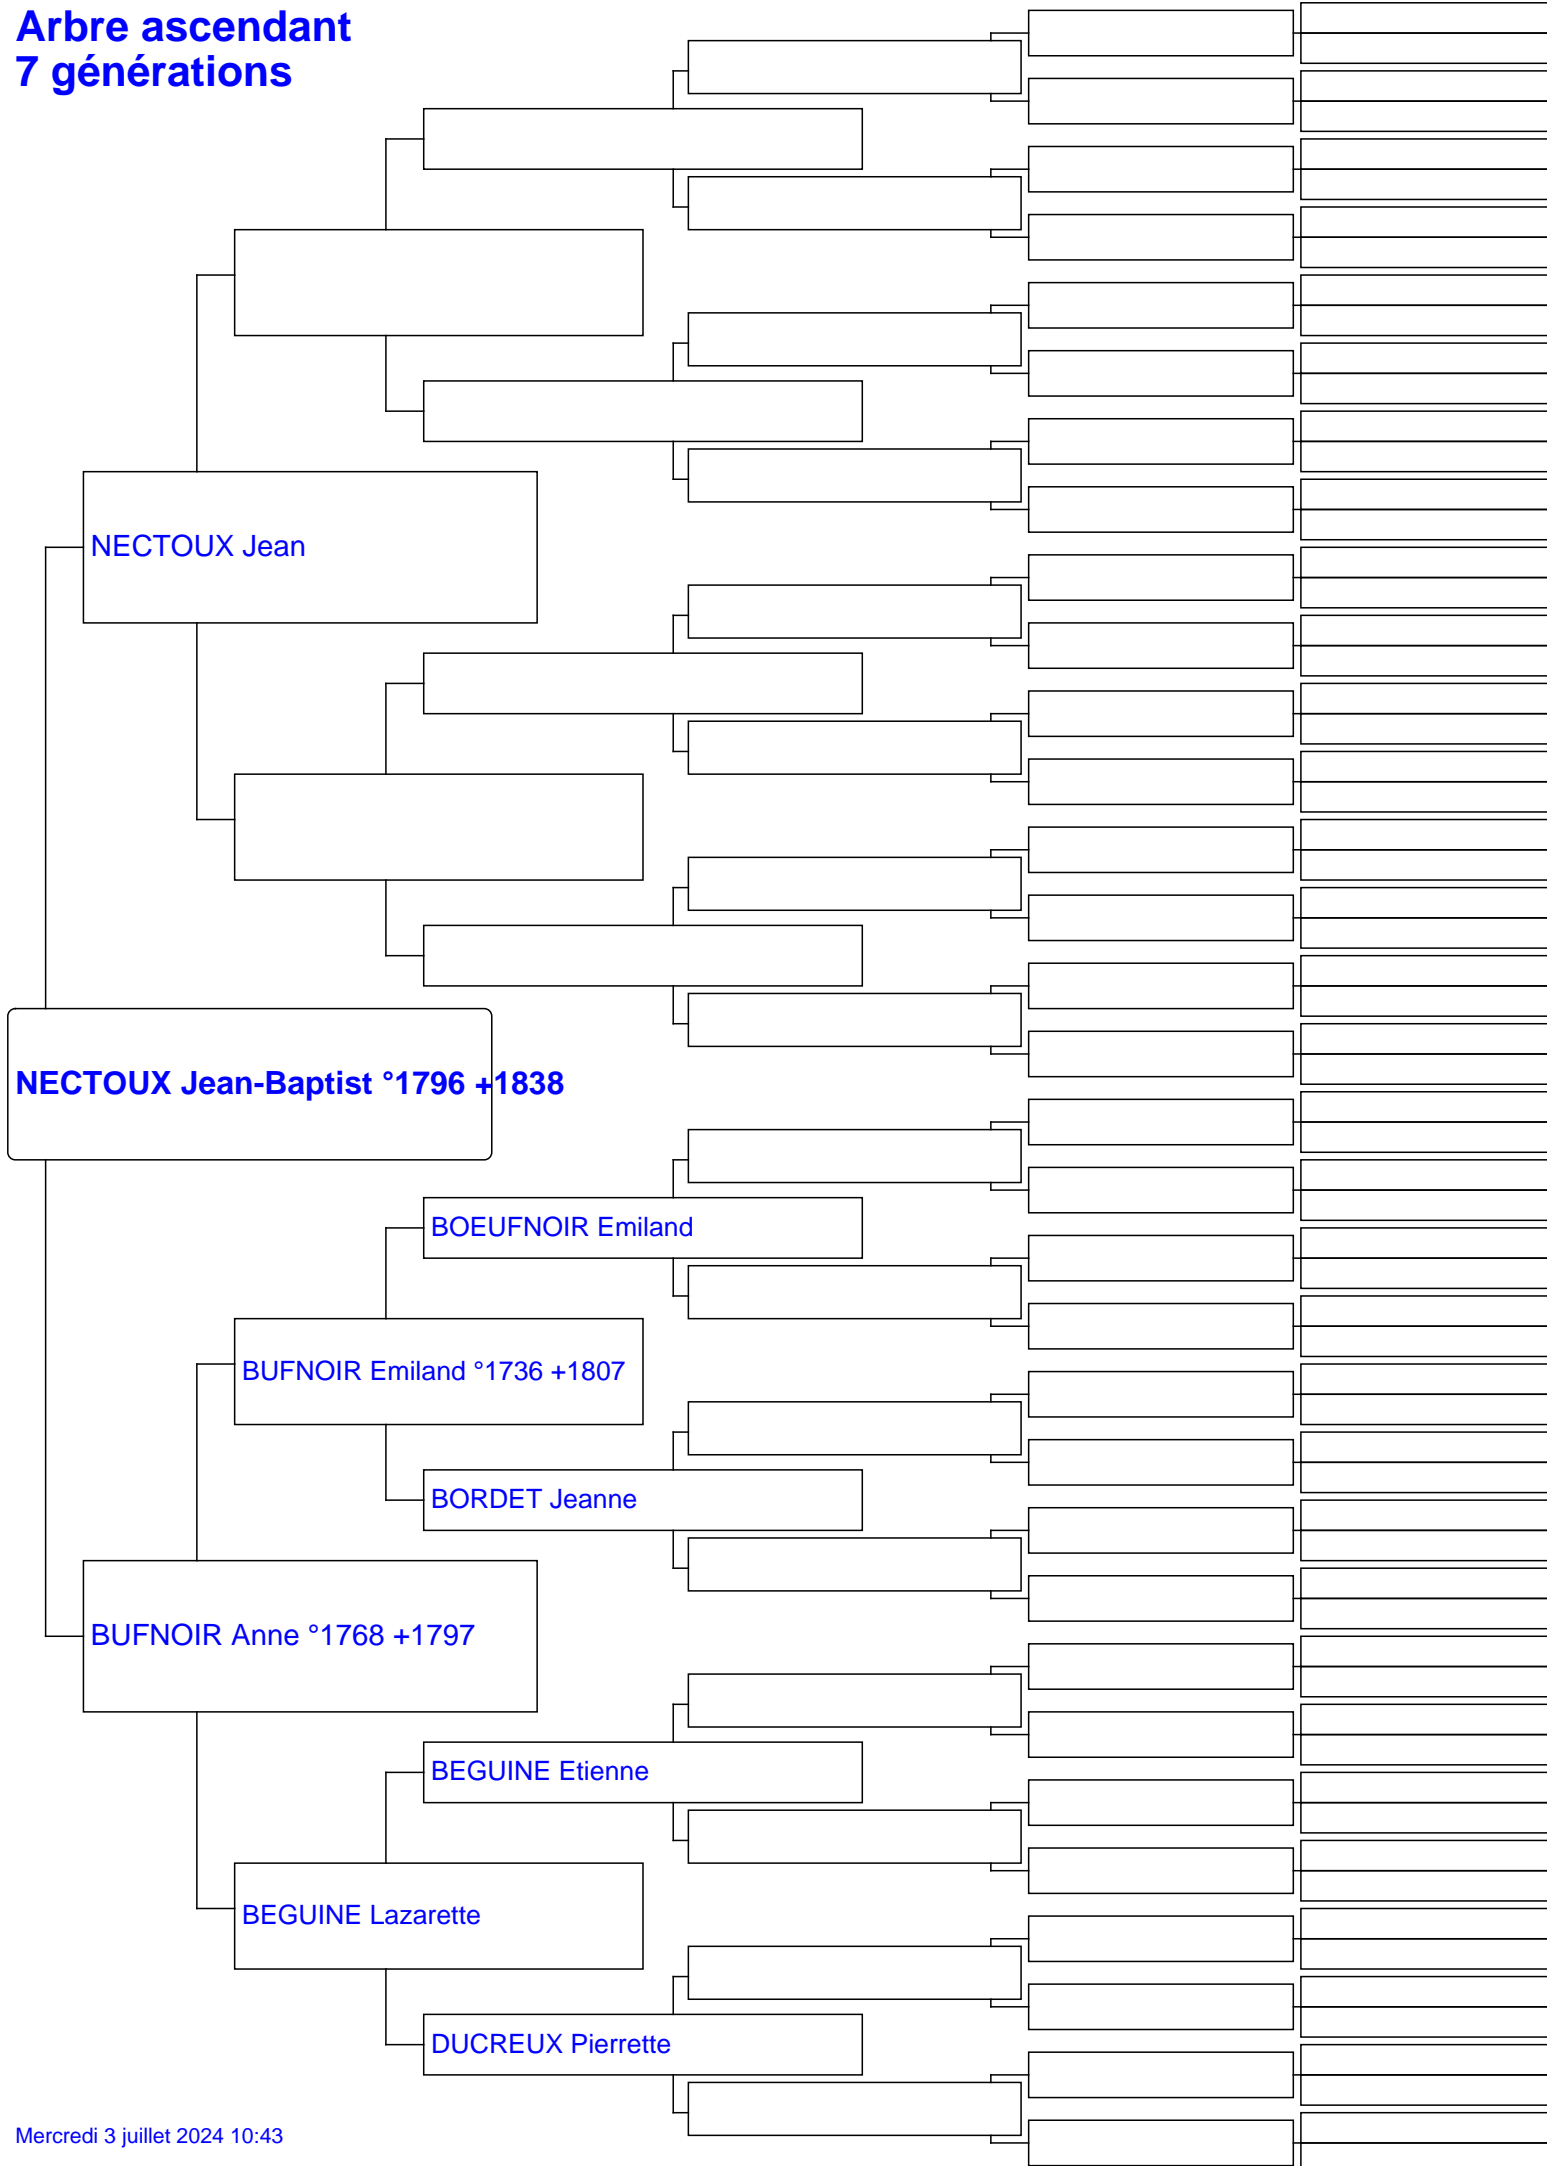 Arbre ascendant
7 générations
NECTOUX Jean
NECTOUX Jean-Baptist °1796 +1838
BOEUFNOIR Emiland
BUFNOIR Emiland °1736 +1807
BORDET Jeanne
BUFNOIR Anne °1768 +1797
BEGUINE Etienne
BEGUINE Lazarette
DUCREUX Pierrette
Mercredi 3 juillet 2024 10:43